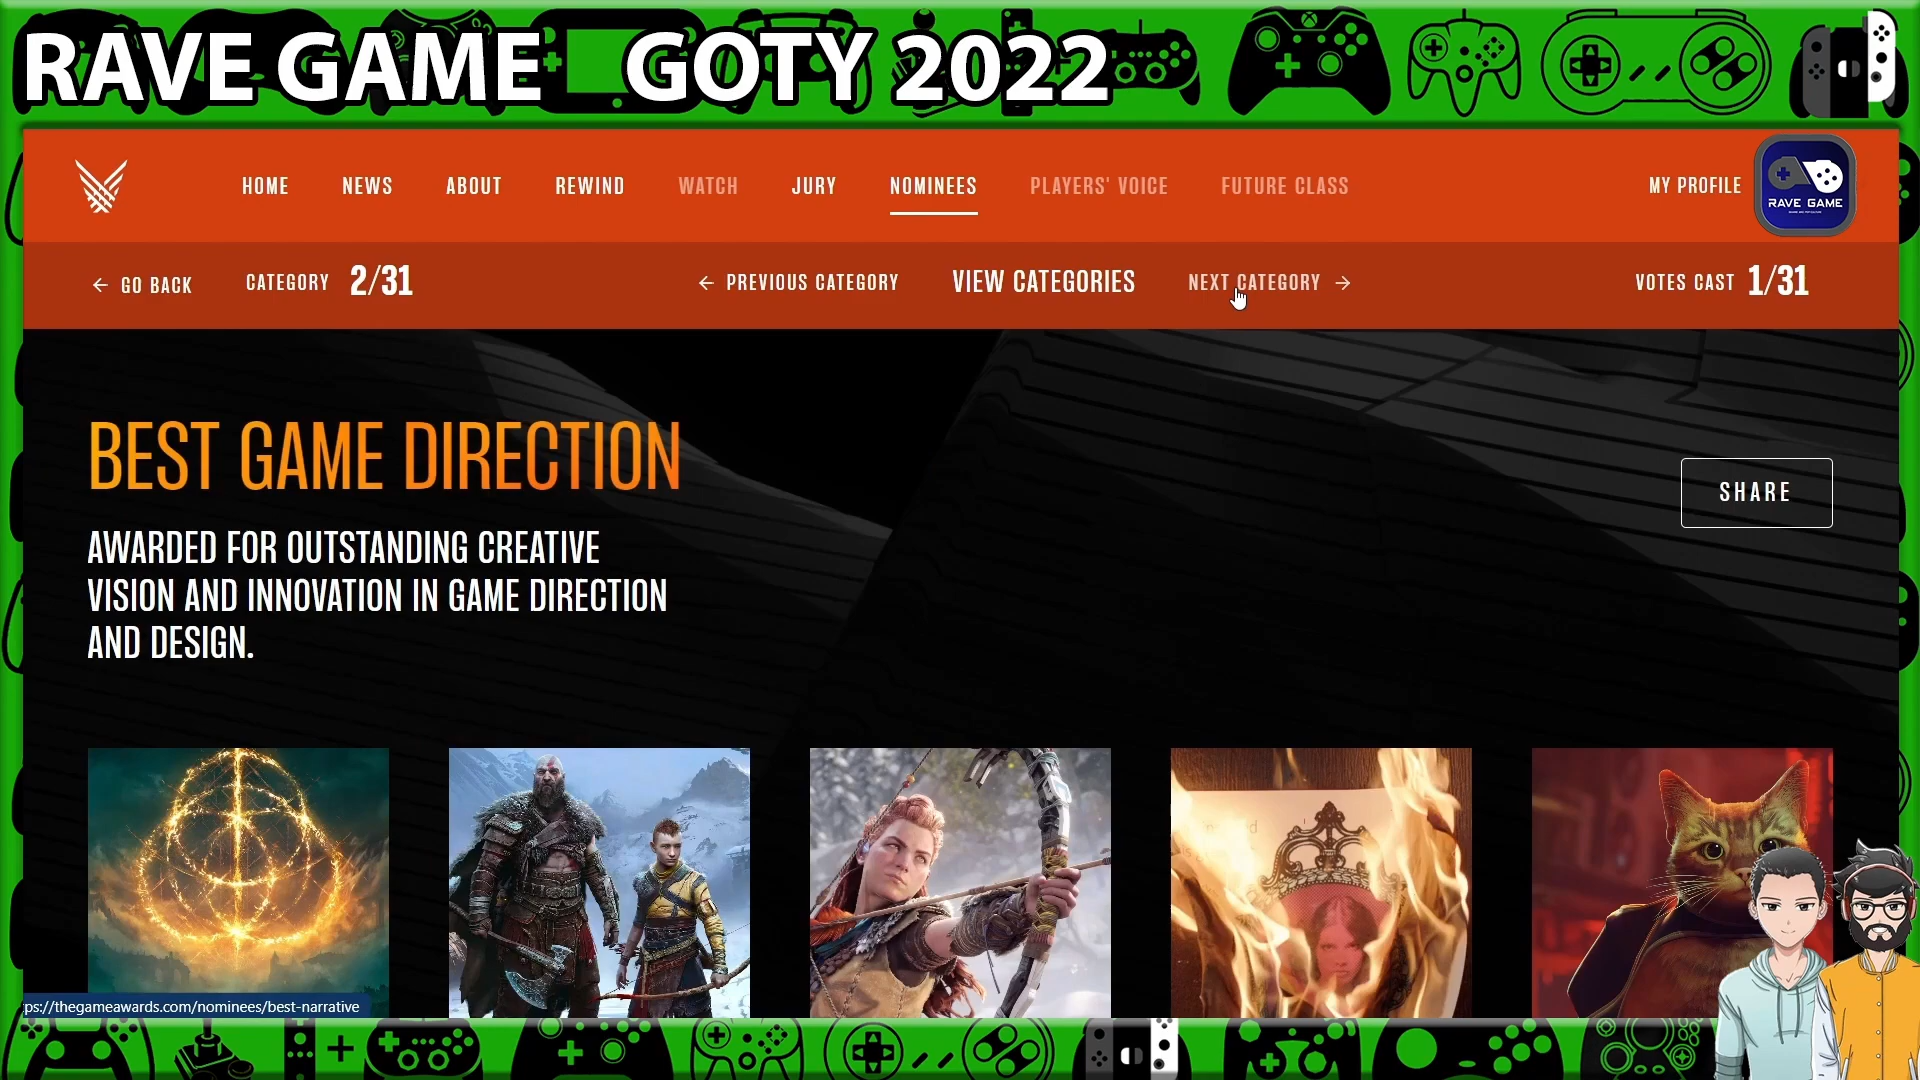 RAVE GAME GOTY 2022
HOME NEWS ABOUT REWIND WATCH JURY NOMINEES PLAYERS' VOICE FUTURE CLASS MY PROFILE
RAVE GAME
← GO BACK CATEGORY 2/31 ← PREVIOUS CATEGORY VIEW CATEGORIES NEXT CATEGORY → VOTES CAST 1/31
BEST GAME DIRECTION
SHARE
AWARDED FOR OUTSTANDING CREATIVE
VISION AND INNOVATION IN GAME DIRECTION
AND DESIGN.
ps://thegameawards.com/nominees/best-narrative